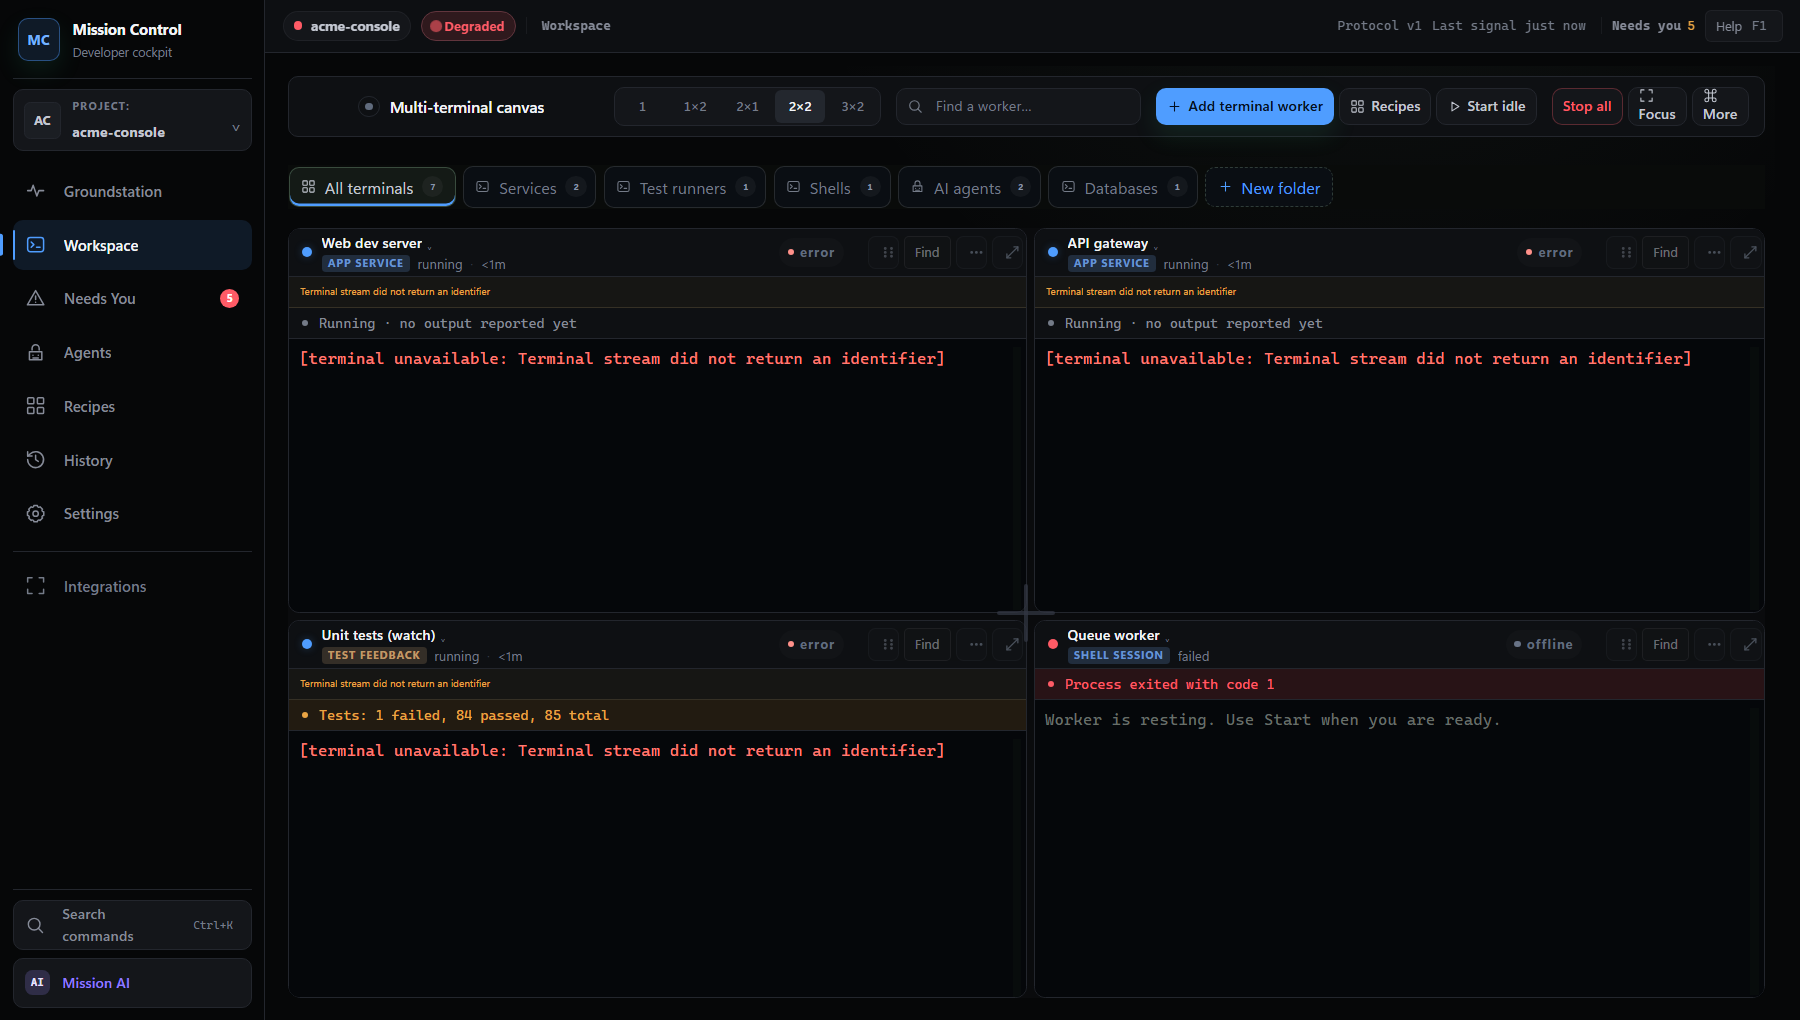 MC
Mission Control
Developer cockpit
AC
PROJECT:
acme-console
Groundstation
Workspace
Needs You
5
Agents
Recipes
History
Settings
Integrations
Search
commands
Ctrl+K
AI
Mission AI
acme-console
Degraded
Workspace
Protocol v1
Last signal just now
Needs you 5
Help F1
Multi-terminal canvas
1
1×2
2×1
2×2
3×2
Find a worker...
+ Add terminal worker
Recipes
Start idle
Stop all
Focus
⌘
More
All terminals 7
Services 2
Test runners 1
Shells 1
AI agents 2
Databases 1
+ New folder
Web dev server
APP SERVICE running · <1m
error
Find
Terminal stream did not return an identifier
Running · no output reported yet
[terminal unavailable: Terminal stream did not return an identifier]
API gateway
APP SERVICE running · <1m
error
Find
Terminal stream did not return an identifier
Running · no output reported yet
[terminal unavailable: Terminal stream did not return an identifier]
Unit tests (watch)
TEST FEEDBACK running · <1m
error
Find
Terminal stream did not return an identifier
Tests: 1 failed, 84 passed, 85 total
[terminal unavailable: Terminal stream did not return an identifier]
Queue worker
SHELL SESSION failed
offline
Find
Process exited with code 1
Worker is resting. Use Start when you are ready.